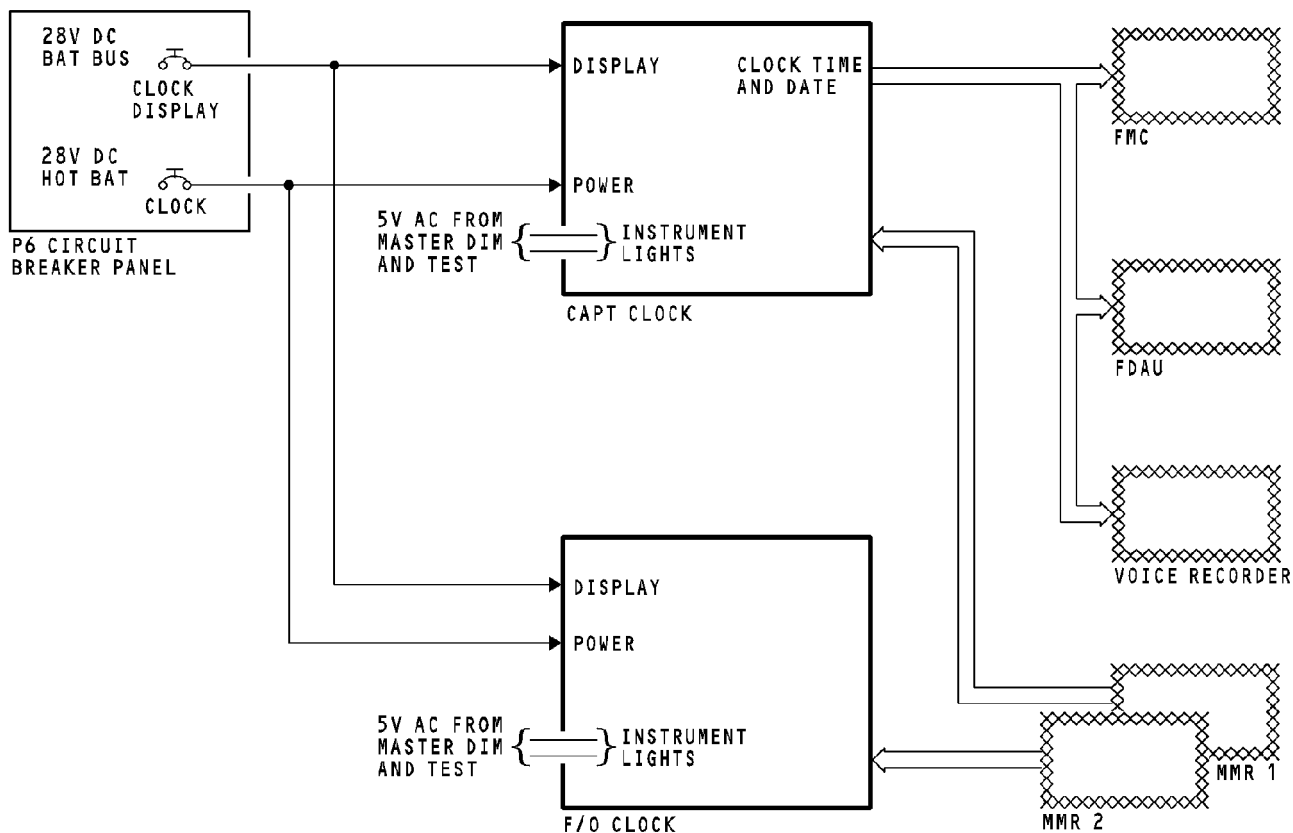 28V DC
BAT BUS
CLOCK
DISPLAY
28V DC
HOT BAT
CLOCK
P6 CIRCUIT
BREAKER PANEL
DISPLAY
CLOCK TIME
AND DATE
POWER
5V AC FROM
MASTER DIM
AND TEST
INSTRUMENT
LIGHTS
CAPT CLOCK
FMC
FDAU
VOICE RECORDER
DISPLAY
POWER
5V AC FROM
MASTER DIM
AND TEST
INSTRUMENT
LIGHTS
F/O CLOCK
MMR 1
MMR 2